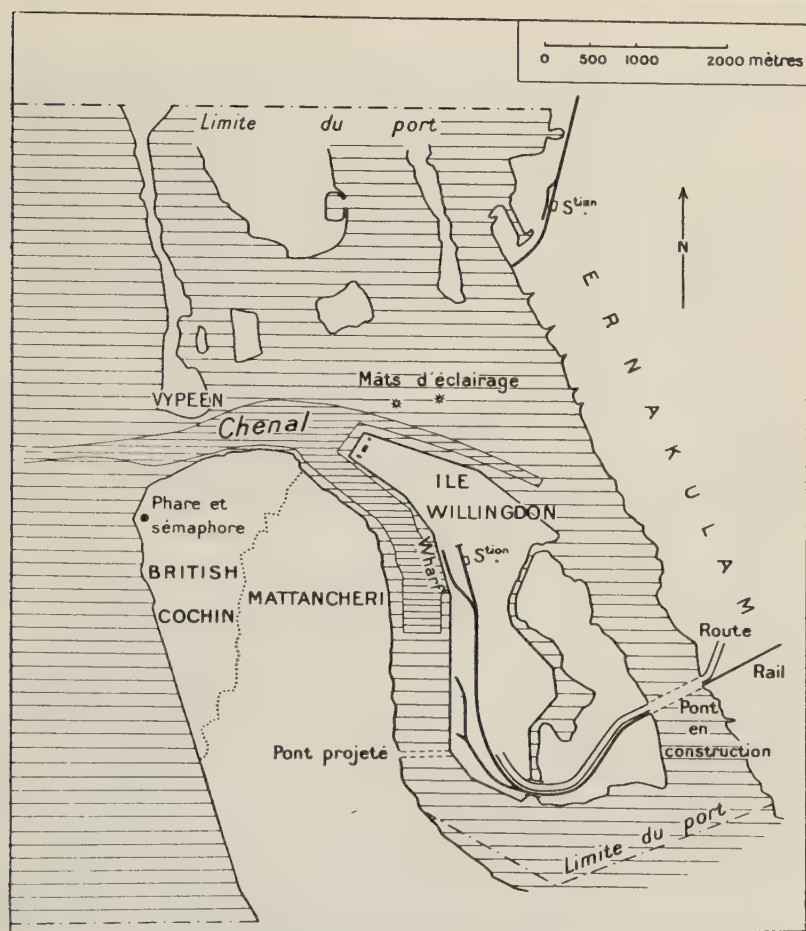 0 500 1000 2000 mètres
Limite du port
Stion
N
ERNAKULAM
Mâts d'éclairage
VYPEEN
Chenal
ILE
WILLINGDON
Phare et
sémaphore
Wharf
Stion
BRITISH
COCHIN
MATTANCHERI
Route
Rail
Pont
en
construction
Pont projeté
Limite du port